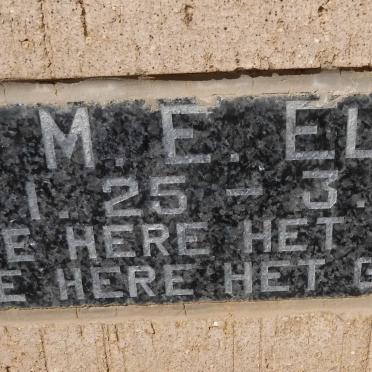 M. E. EL
1. 25 - 3.
E HERE HET
E HERE HET G